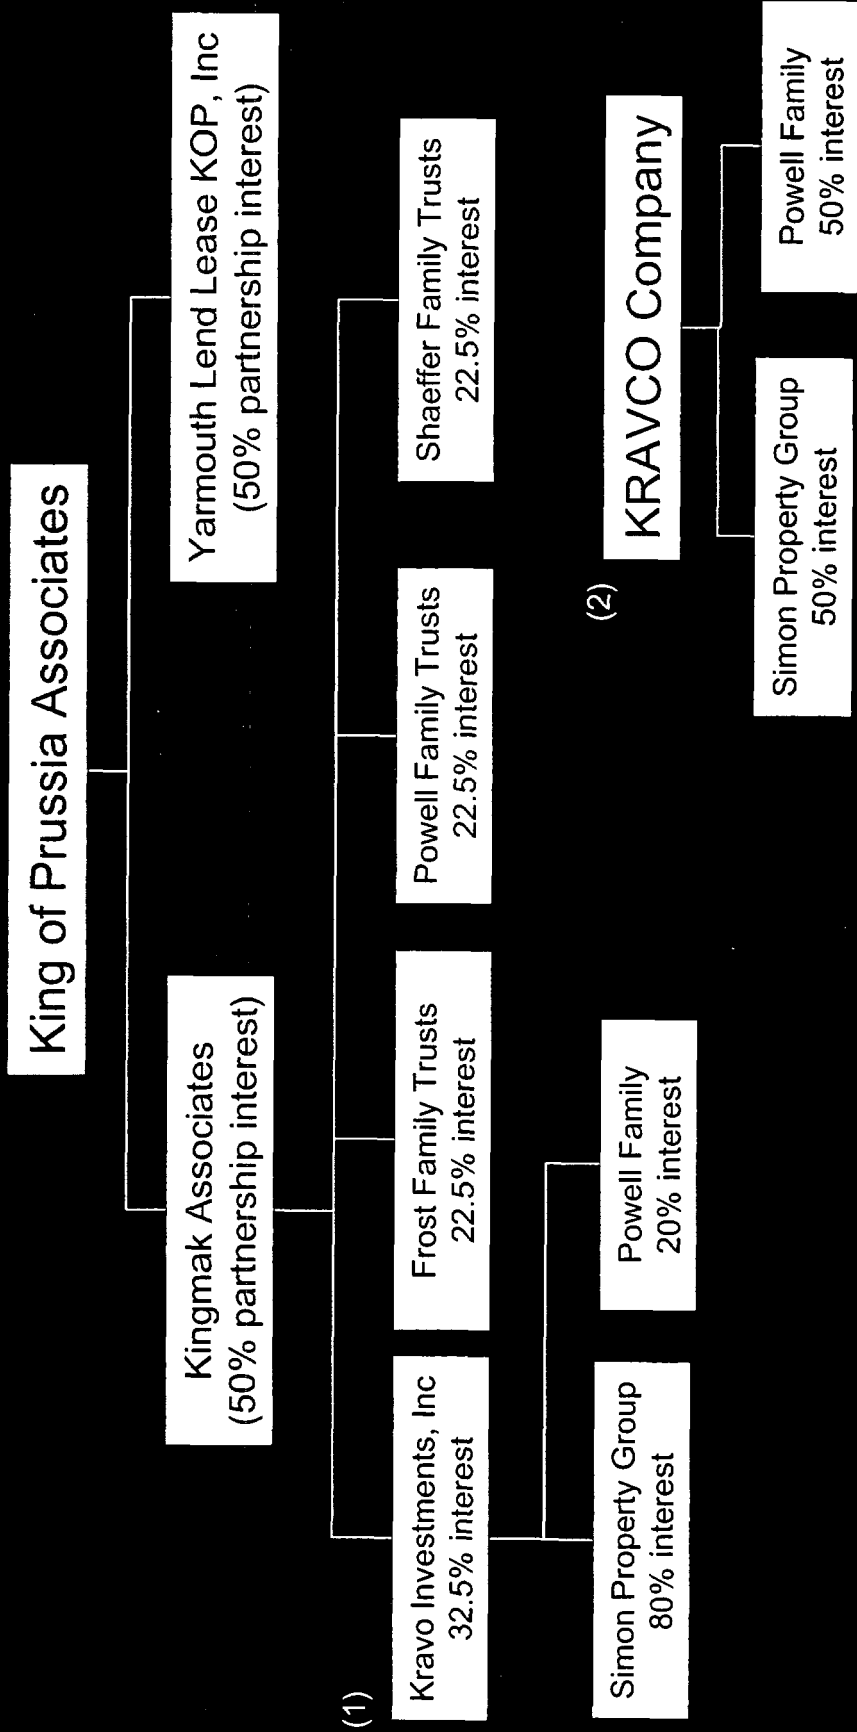 King of Prussia Associates
Kingmak Associates
(50% partnership interest)
Yarmouth Lend Lease KOP, Inc
(50% partnership interest)
(1)
Kravo Investments, Inc
32.5% interest
Frost Family Trusts
22.5% interest
Powell Family Trusts
22.5% interest
Shaeffer Family Trusts
22.5% interest
Simon Property Group
80% interest
Powell Family
20% interest
(2)
KRAVCO Company
Simon Property Group
50% interest
Powell Family
50% interest